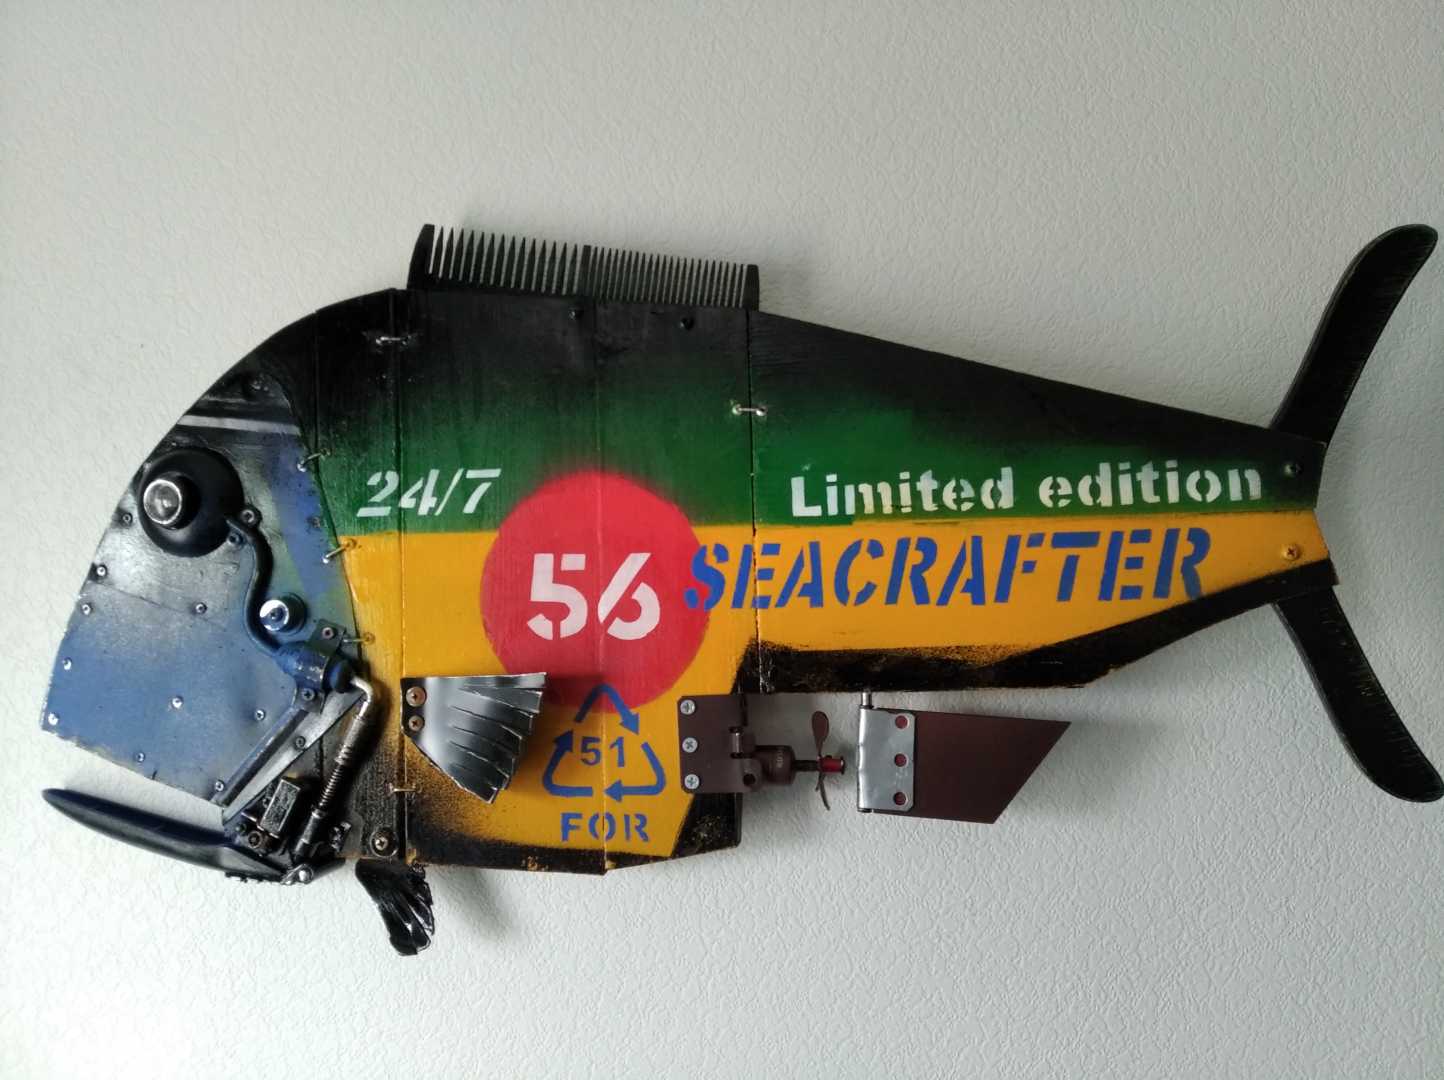 24/7
Limited edition
56
SEACRAFTER
51
FOR